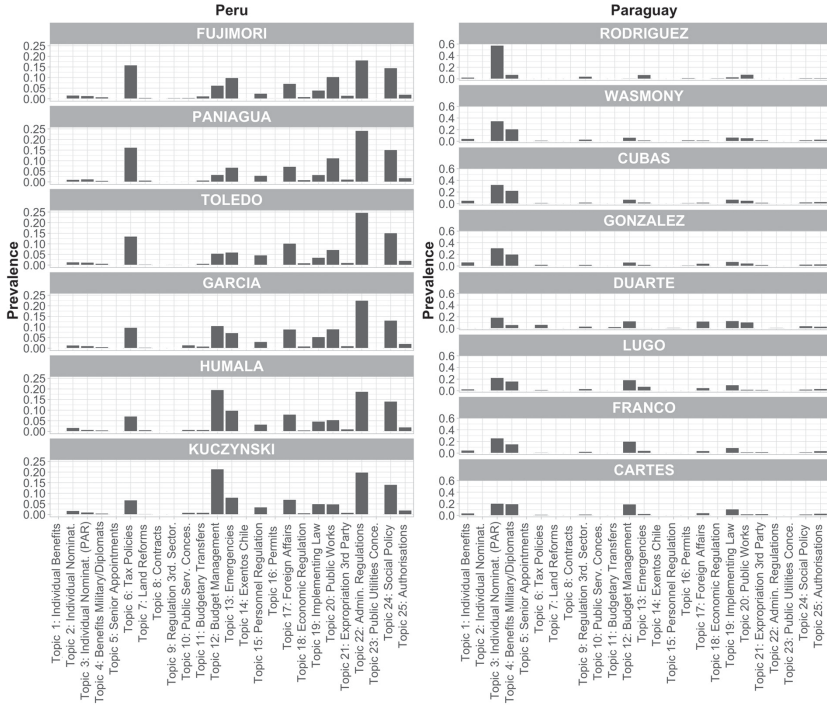 Peru
Prevalence
FUJIMORI
0.25
0.20
0.15
0.10
0.05
0.00
PANIAGUA
0.25
0.20
0.15
0.10
0.05
0.00
TOLEDO
0.25
0.20
0.15
0.10
0.05
0.00
GARCIA
0.25
0.20
0.15
0.10
0.05
0.00
HUMALA
0.25
0.20
0.15
0.10
0.05
0.00
KUCZYNSKI
0.25
0.20
0.15
0.10
0.05
0.00
Topic 1: Individual Benefits
Topic 2: Individual Nominat.
Topic 3: Individual Nominat. (PAR)
Topic 4: Benefits Military/Diplomats
Topic 5: Senior Appointments
Topic 6: Tax Policies
Topic 7: Land Reforms
Topic 8: Contracts
Topic 9: Regulation 3rd. Sector.
Topic 10: Public Serv. Conces.
Topic 11: Budgetary Transfers
Topic 12: Budget Management
Topic 13: Emergencies
Topic 14: Exentos Chile
Topic 15: Personnel Regulation
Topic 16: Permits
Topic 17: Foreign Affairs
Topic 18: Economic Regulation
Topic 19: Implementing Law
Topic 20: Public Works
Topic 21: Expropriation 3rd Party
Topic 22: Admin. Regulations
Topic 23: Public Utilities Conce.
Topic 24: Social Policy
Topic 25: Authorisations
Paraguay
Prevalence
RODRIGUEZ
0.6
0.4
0.2
0.0
WASMONY
0.6
0.4
0.2
0.0
CUBAS
0.6
0.4
0.2
0.0
GONZALEZ
0.6
0.4
0.2
0.0
DUARTE
0.6
0.4
0.2
0.0
LUGO
0.6
0.4
0.2
0.0
FRANCO
0.6
0.4
0.2
0.0
CARTES
0.6
0.4
0.2
0.0
Topic 1: Individual Benefits
Topic 2: Individual Nominat.
Topic 3: Individual Nominat. (PAR)
Topic 4: Benefits Military/Diplomats
Topic 5: Senior Appointments
Topic 6: Tax Policies
Topic 7: Land Reforms
Topic 8: Contracts
Topic 9: Regulation 3rd. Sector.
Topic 10: Public Serv. Conces.
Topic 11: Budgetary Transfers
Topic 12: Budget Management
Topic 13: Emergencies
Topic 14: Exentos Chile
Topic 15: Personnel Regulation
Topic 16: Permits
Topic 17: Foreign Affairs
Topic 18: Economic Regulation
Topic 19: Implementing Law
Topic 20: Public Works
Topic 21: Expropriation 3rd Party
Topic 22: Admin. Regulations
Topic 23: Public Utilities Conce.
Topic 24: Social Policy
Topic 25: Authorisations